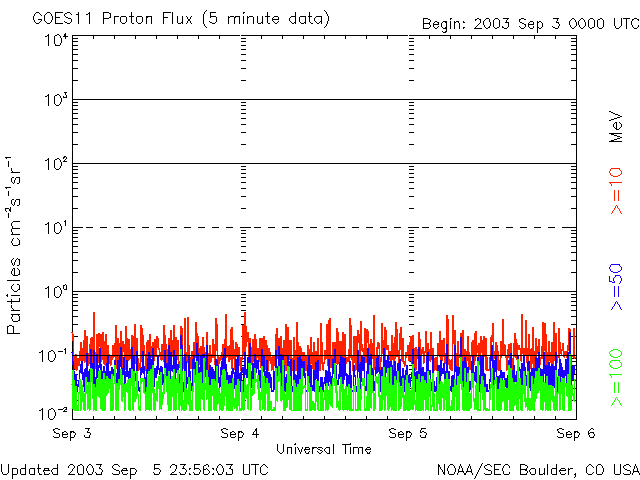 GOES11 Proton Flux (5 minute data)
Begin: 2003 Sep 3 0000 UTC
Particles cm⁻²s⁻¹sr⁻¹
10⁴
10³
10²
10¹
10⁰
10⁻¹
10⁻²
Sep 3 Sep 4 Sep 5 Sep 6
Universal Time
>=10 >=50 >=100 MeV
Updated 2003 Sep 5 23:56:03 UTC
NOAA/SEC Boulder, CO USA